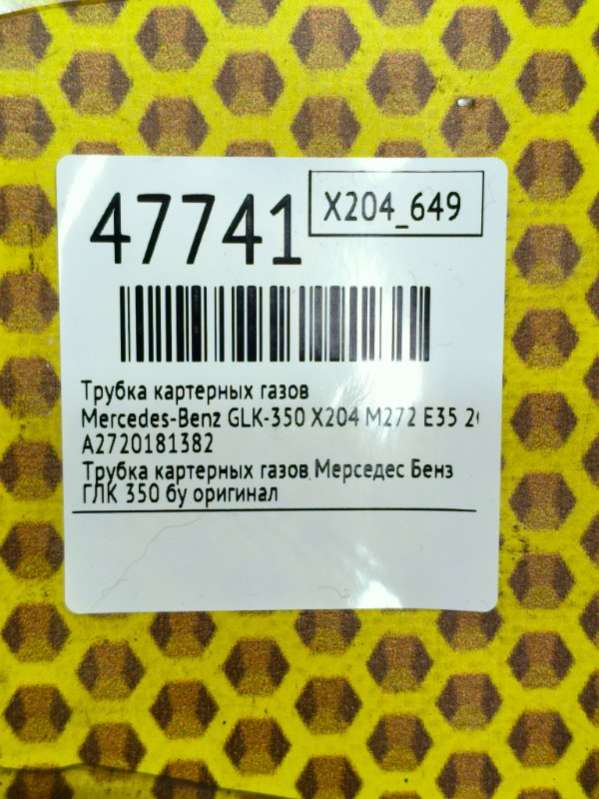 47741
X204_649
Трубка картерных газов
Mercedes-Benz GLK-350 X204 M272 E35
A2720181382
Трубка картерных газов Мерседес Бенз
ГЛК 350 бу оригинал